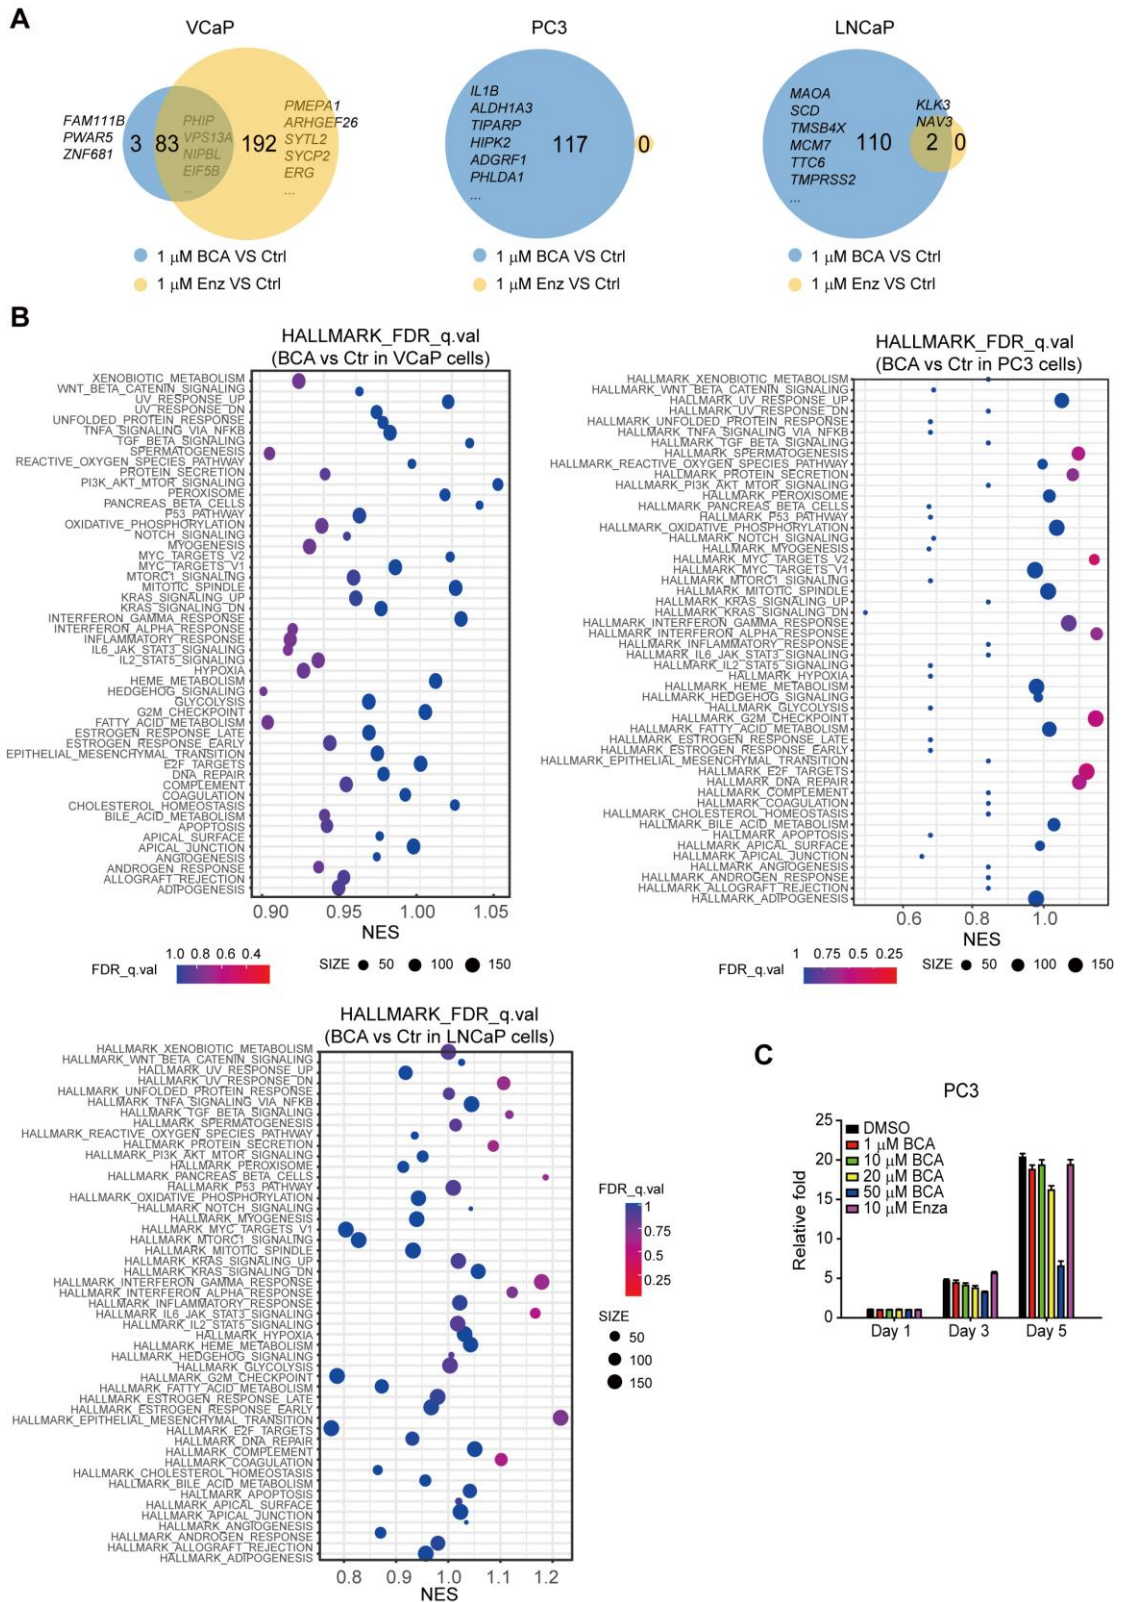 A
VCaP
PC3
LNCaP
FAM111B
PWAR5
ZNF681
3
83
PHIP
VPS13A
NIPBL
EIF5B
...
192
PMEPA1
ARHGEF26
SYTL2
SYCP2
ERG
...
IL1B
ALDH1A3
TIPARP
HIPK2
ADGRF1
PHLDA1
...
117
0
MAOA
SCD
TMSB4X
MCM7
TTC6
TMPRSS2
...
110
KLK3
NAV3
2
0
1 μM BCA VS Ctrl
1 μM Enz VS Ctrl
1 μM BCA VS Ctrl
1 μM Enz VS Ctrl
1 μM BCA VS Ctrl
1 μM Enz VS Ctrl
B
HALLMARK_FDR_q.val
(BCA vs Ctr in VCaP cells)
XENOBIOTIC_METABOLISM
WNT_BETA_CATENIN_SIGNALING
UV_RESPONSE_UP
UV_RESPONSE_DN
UNFOLDED_PROTEIN_RESPONSE
TNFA_SIGNALING_VIA_NFKB
TGF_BETA_SIGNALING
SPERMATOGENESIS
REACTIVE_OXYGEN_SPECIES_PATHWAY
PROTEIN_SECRETION
PI3K_AKT_MTOR_SIGNALING
PEROXISOME
PANCREAS_BETA_CELLS
P53_PATHWAY
OXIDATIVE_PHOSPHORYLATION
NOTCH_SIGNALING
MYOGENESIS
MYC_TARGETS_V2
MYC_TARGETS_V1
MTORC1_SIGNALING
MITOTIC_SPINDLE
KRAS_SIGNALING_UP
KRAS_SIGNALING_DN
INTERFERON_GAMMA_RESPONSE
INTERFERON_ALPHA_RESPONSE
INFLAMMATORY_RESPONSE
IL6_JAK_STAT3_SIGNALING
IL2_STAT5_SIGNALING
HYPOXIA
HEME_METABOLISM
HEDGEHOG_SIGNALING
GLYCOLYSIS
G2M_CHECKPOINT
FATTY_ACID_METABOLISM
ESTROGEN_RESPONSE_LATE
ESTROGEN_RESPONSE_EARLY
EPITHELIAL_MESENCHYMAL_TRANSITION
E2F_TARGETS
DNA_REPAIR
COMPLEMENT
COAGULATION
CHOLESTEROL_HOMEOSTASIS
BILE_ACID_METABOLISM
APOPTOSIS
APICAL_SURFACE
APICAL_JUNCTION
ANGIOGENESIS
ANDROGEN_RESPONSE
ALLOGRAFT_REJECTION
ADIPOGENESIS
0.90 0.95 1.00 1.05
NES
FDR_q.val 1.0 0.8 0.6 0.4
SIZE 50 100 150
HALLMARK_FDR_q.val
(BCA vs Ctr in PC3 cells)
HALLMARK_XENOBIOTIC_METABOLISM
HALLMARK_WNT_BETA_CATENIN_SIGNALING
HALLMARK_UV_RESPONSE_UP
HALLMARK_UV_RESPONSE_DN
HALLMARK_UNFOLDED_PROTEIN_RESPONSE
HALLMARK_TNFA_SIGNALING_VIA_NFKB
HALLMARK_TGF_BETA_SIGNALING
HALLMARK_SPERMATOGENESIS
HALLMARK_REACTIVE_OXYGEN_SPECIES_PATHWAY
HALLMARK_PROTEIN_SECRETION
HALLMARK_PI3K_AKT_MTOR_SIGNALING
HALLMARK_PEROXISOME
HALLMARK_PANCREAS_BETA_CELLS
HALLMARK_P53_PATHWAY
HALLMARK_OXIDATIVE_PHOSPHORYLATION
HALLMARK_NOTCH_SIGNALING
HALLMARK_MYOGENESIS
HALLMARK_MYC_TARGETS_V2
HALLMARK_MYC_TARGETS_V1
HALLMARK_MTORC1_SIGNALING
HALLMARK_MITOTIC_SPINDLE
HALLMARK_KRAS_SIGNALING_UP
HALLMARK_KRAS_SIGNALING_DN
HALLMARK_INTERFERON_GAMMA_RESPONSE
HALLMARK_INTERFERON_ALPHA_RESPONSE
HALLMARK_INFLAMMATORY_RESPONSE
HALLMARK_IL6_JAK_STAT3_SIGNALING
HALLMARK_IL2_STAT5_SIGNALING
HALLMARK_HYPOXIA
HALLMARK_HEME_METABOLISM
HALLMARK_HEDGEHOG_SIGNALING
HALLMARK_GLYCOLYSIS
HALLMARK_G2M_CHECKPOINT
HALLMARK_FATTY_ACID_METABOLISM
HALLMARK_ESTROGEN_RESPONSE_LATE
HALLMARK_ESTROGEN_RESPONSE_EARLY
HALLMARK_EPITHELIAL_MESENCHYMAL_TRANSITION
HALLMARK_E2F_TARGETS
HALLMARK_DNA_REPAIR
HALLMARK_COMPLEMENT
HALLMARK_COAGULATION
HALLMARK_CHOLESTEROL_HOMEOSTASIS
HALLMARK_BILE_ACID_METABOLISM
HALLMARK_APOPTOSIS
HALLMARK_APICAL_SURFACE
HALLMARK_APICAL_JUNCTION
HALLMARK_ANGIOGENESIS
HALLMARK_ANDROGEN_RESPONSE
HALLMARK_ALLOGRAFT_REJECTION
HALLMARK_ADIPOGENESIS
0.6 0.8 1.0
NES
FDR_q.val 1 0.75 0.5 0.25
SIZE 50 100 150
HALLMARK_FDR_q.val
(BCA vs Ctr in LNCaP cells)
HALLMARK_XENOBIOTIC_METABOLISM
HALLMARK_WNT_BETA_CATENIN_SIGNALING
HALLMARK_UV_RESPONSE_UP
HALLMARK_UV_RESPONSE_DN
HALLMARK_UNFOLDED_PROTEIN_RESPONSE
HALLMARK_TNFA_SIGNALING_VIA_NFKB
HALLMARK_TGF_BETA_SIGNALING
HALLMARK_SPERMATOGENESIS
HALLMARK_REACTIVE_OXYGEN_SPECIES_PATHWAY
HALLMARK_PROTEIN_SECRETION
HALLMARK_PI3K_AKT_MTOR_SIGNALING
HALLMARK_PEROXISOME
HALLMARK_PANCREAS_BETA_CELLS
HALLMARK_P53_PATHWAY
HALLMARK_OXIDATIVE_PHOSPHORYLATION
HALLMARK_NOTCH_SIGNALING
HALLMARK_MYOGENESIS
HALLMARK_MYC_TARGETS_V1
HALLMARK_MTORC1_SIGNALING
HALLMARK_MITOTIC_SPINDLE
HALLMARK_KRAS_SIGNALING_UP
HALLMARK_KRAS_SIGNALING_DN
HALLMARK_INTERFERON_GAMMA_RESPONSE
HALLMARK_INTERFERON_ALPHA_RESPONSE
HALLMARK_INFLAMMATORY_RESPONSE
HALLMARK_IL6_JAK_STAT3_SIGNALING
HALLMARK_IL2_STAT5_SIGNALING
HALLMARK_HYPOXIA
HALLMARK_HEME_METABOLISM
HALLMARK_HEDGEHOG_SIGNALING
HALLMARK_GLYCOLYSIS
HALLMARK_G2M_CHECKPOINT
HALLMARK_FATTY_ACID_METABOLISM
HALLMARK_ESTROGEN_RESPONSE_LATE
HALLMARK_ESTROGEN_RESPONSE_EARLY
HALLMARK_EPITHELIAL_MESENCHYMAL_TRANSITION
HALLMARK_E2F_TARGETS
HALLMARK_DNA_REPAIR
HALLMARK_COMPLEMENT
HALLMARK_COAGULATION
HALLMARK_CHOLESTEROL_HOMEOSTASIS
HALLMARK_BILE_ACID_METABOLISM
HALLMARK_APOPTOSIS
HALLMARK_APICAL_SURFACE
HALLMARK_APICAL_JUNCTION
HALLMARK_ANGIOGENESIS
HALLMARK_ANDROGEN_RESPONSE
HALLMARK_ALLOGRAFT_REJECTION
HALLMARK_ADIPOGENESIS
0.8 0.9 1.0 1.1 1.2
NES
FDR_q.val
1
0.75
0.50
0.25
SIZE
50
100
150
C
PC3
Relative fold
25
20
15
10
5
0
DMSO
1 μM BCA
10 μM BCA
20 μM BCA
50 μM BCA
10 μM Enza
Day 1 Day 3 Day 5